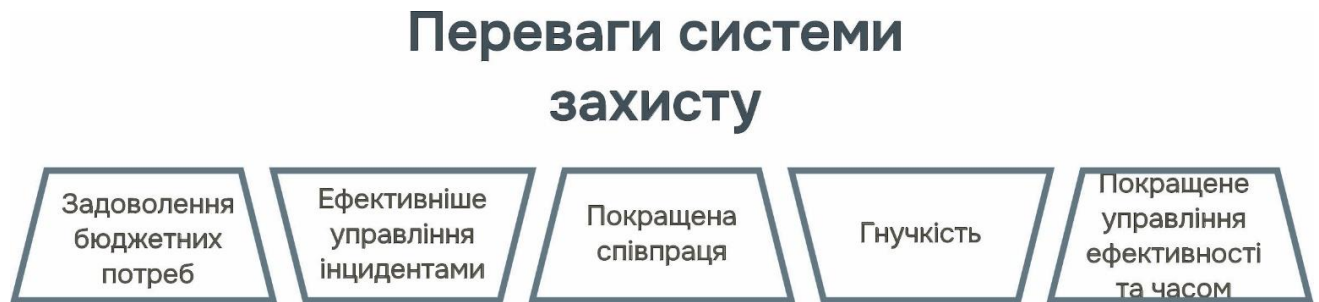 Переваги системи
захисту
Задоволення
бюджетних
потреб
Ефективніше
управління
інцидентами
Покращена
співпраця
Гнучкість
Покращене
управління
ефективності
та часом